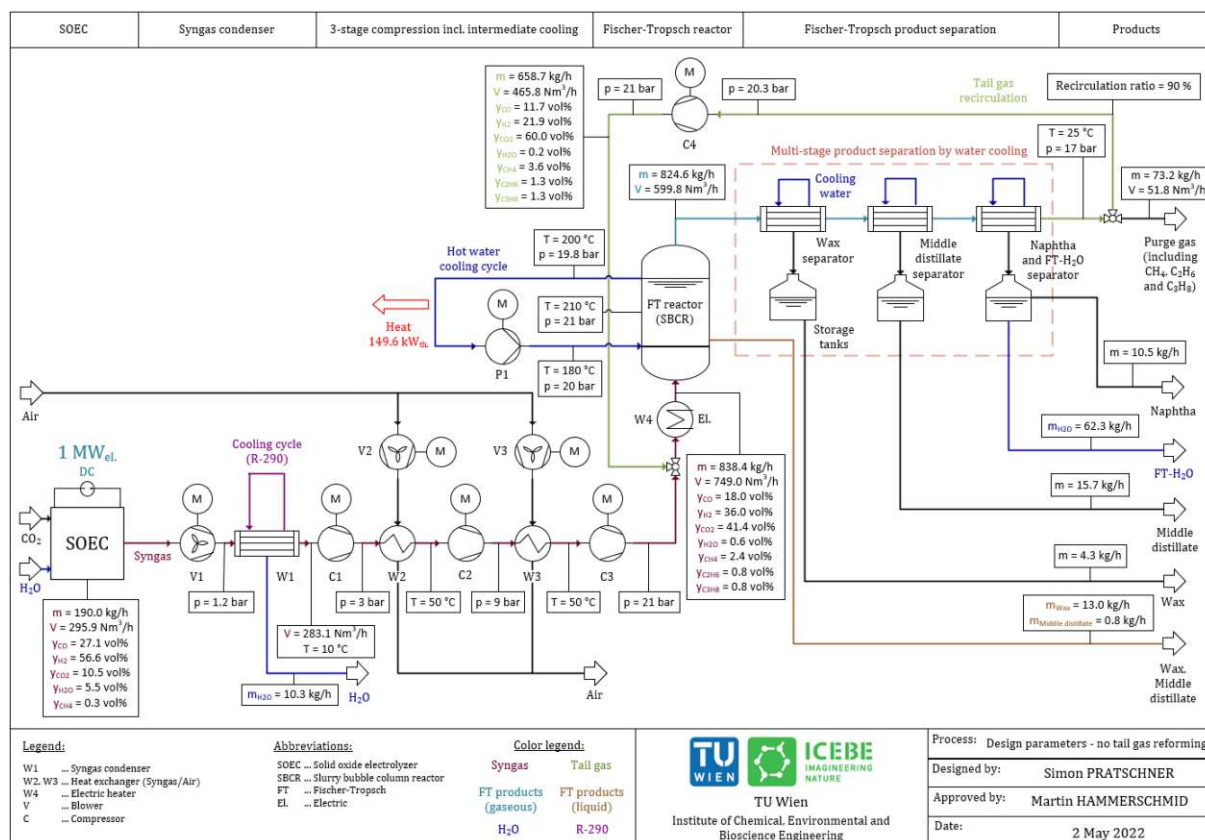 SOEC
Syngas condenser
3-stage compression incl. intermediate cooling
Fischer-Tropsch reactor
Fischer-Tropsch product separation
Products
m = 658.7 kg/h
V = 465.8 Nm³/h
yCO = 11.7 vol%
yH2 = 21.9 vol%
yCO2 = 60.0 vol%
yH2O = 0.2 vol%
yCH4 = 3.6 vol%
yC2H6 = 1.3 vol%
yC3H8 = 1.3 vol%
p = 21 bar
M
C4
p = 20.3 bar
Tail gas
recirculation
Recirculation ratio = 90 %
T = 25 °C
p = 17 bar
Multi-stage product separation by water cooling
m = 824.6 kg/h
V = 599.8 Nm³/h
Cooling
water
m = 73.2 kg/h
V = 51.8 Nm³/h
Purge gas
(including
CH4, C2H6
and C3H8)
Wax
separator
Middle
distillate
separator
Naphtha
and FT-H2O
separator
Storage
tanks
T = 200 °C
p = 19.8 bar
Hot water
cooling cycle
M
T = 210 °C
p = 21 bar
FT reactor
(SBCR)
Heat
149.6 kWth.
P1
T = 180 °C
p = 20 bar
m = 10.5 kg/h
Naphtha
Air
W4
El.
mH2O = 62.3 kg/h
FT-H2O
1 MWel.
DC
Cooling cycle
(R-290)
V2
M
V3
M
m = 838.4 kg/h
V = 749.0 Nm³/h
yCO = 18.0 vol%
yH2 = 36.0 vol%
yCO2 = 41.4 vol%
yH2O = 0.6 vol%
yCH4 = 2.4 vol%
yC2H6 = 0.8 vol%
yC3H8 = 0.8 vol%
m = 15.7 kg/h
Middle
distillate
CO2
H2O
SOEC
Syngas
M
V1
W1
M
C1
W2
M
C2
W3
M
C3
p = 1.2 bar
p = 3 bar
T = 50 °C
p = 9 bar
T = 50 °C
p = 21 bar
m = 4.3 kg/h
Wax
m = 190.0 kg/h
V = 295.9 Nm³/h
yCO = 27.1 vol%
yH2 = 56.6 vol%
yCO2 = 10.5 vol%
yH2O = 5.5 vol%
yCH4 = 0.3 vol%
V = 283.1 Nm³/h
T = 10 °C
mH2O = 10.3 kg/h
H2O
Air
mWax = 13.0 kg/h
mMiddle distillate = 0.8 kg/h
Wax.
Middle
distillate
Legend:
W1 ... Syngas condenser
W2, W3 ... Heat exchanger (Syngas/Air)
W4 ... Electric heater
V ... Blower
C ... Compressor
Abbreviations:
SOEC ... Solid oxide electrolyzer
SBCR ... Slurry bubble column reactor
FT ... Fischer-Tropsch
El. ... Electric
Color legend:
Syngas
Tail gas
FT products
(gaseous)
FT products
(liquid)
H2O
R-290
TU
WIEN
ICEBE
IMAGINEERING
NATURE
TU Wien
Institute of Chemical, Environmental and
Bioscience Engineering
Process: Design parameters - no tail gas reforming
Designed by: Simon PRATSCHNER
Approved by: Martin HAMMERSCHMID
Date: 2 May 2022